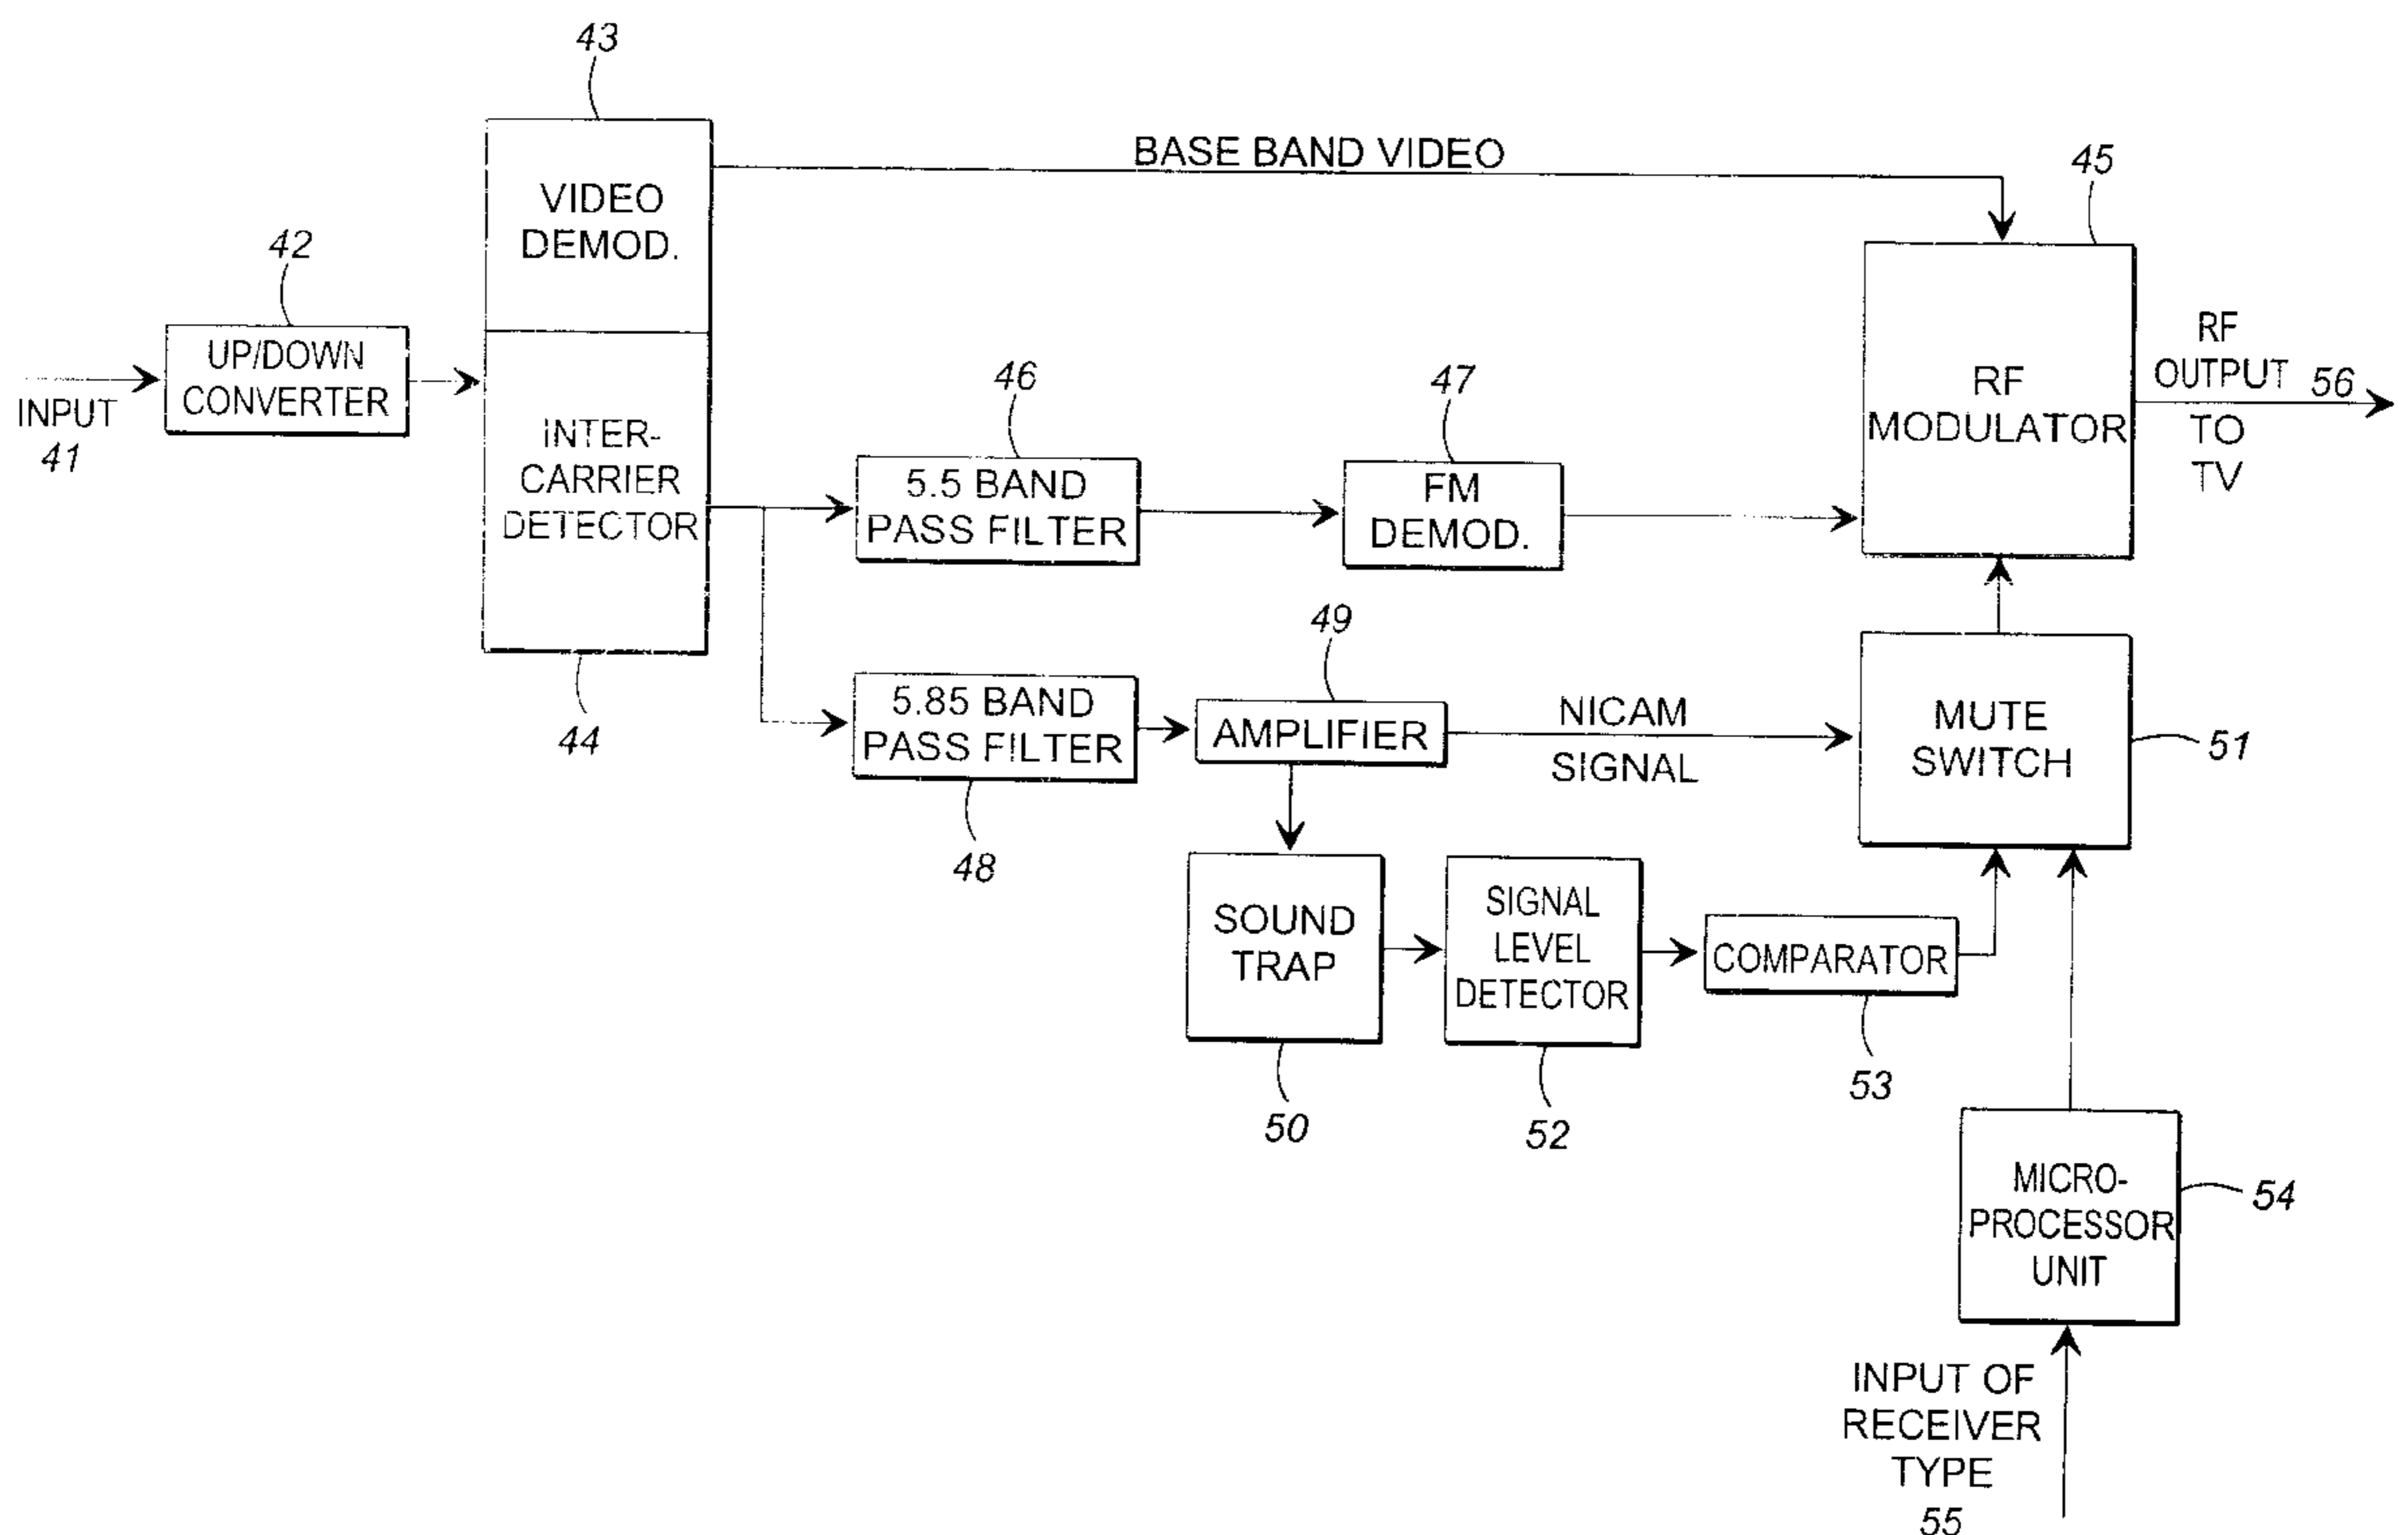 43
BASE BAND VIDEO
45
VIDEO
DEMOD.
42
UP/DOWN
CONVERTER
INPUT
41
INTER-
CARRIER
DETECTOR
44
46
5.5 BAND
PASS FILTER
47
FM
DEMOD.
RF
MODULATOR
RF
OUTPUT 56
TO
TV
5.85 BAND
PASS FILTER
48
49
AMPLIFIER
NICAM
SIGNAL
MUTE
SWITCH
51
SOUND
TRAP
50
SIGNAL
LEVEL
DETECTOR
52
COMPARATOR
53
MICRO-
PROCESSOR
UNIT
54
INPUT OF
RECEIVER
TYPE
55